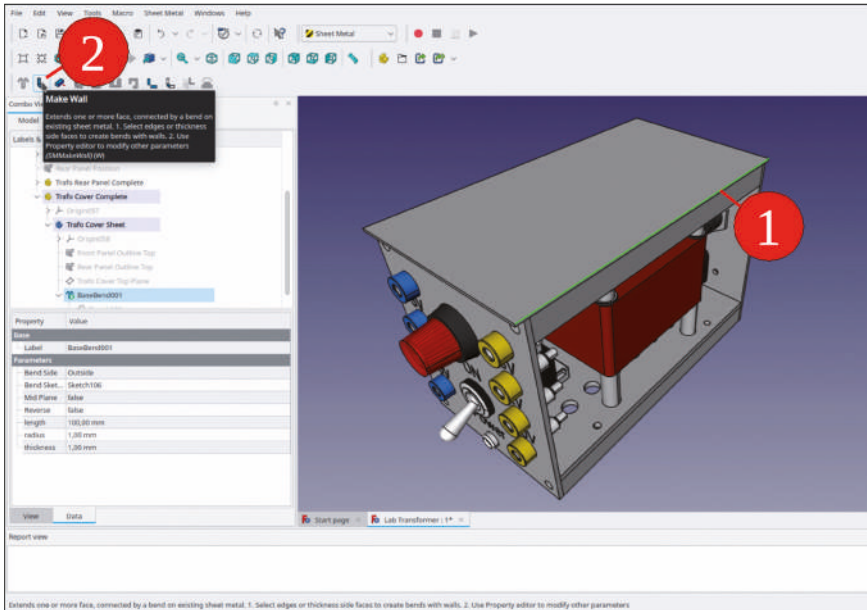 File Edit View Tools Macro Sheet Metal Windows Help
Sheet Metal
2
Make Wall
Extends one or more face, connected by a bend on
existing sheet metal. 1. Select edges or thickness
side faces to create bends with walls. 2. Use
Property editor to modify other parameters
(SMMakeWall) (W)
Combo
Model
Labels &
Rear Panel Position
Trafo Rear Panel Complete
Trafo Cover Complete
Trafo Cover Sheet
Front Panel Outline Top
Rear Panel Outline Top
Trafo Cover Top-Plane
BaseBend001
1
Property Value
Base
Label BaseBend001
Parameters
Bend Side Outside
Bend Sket... Sketch106
Mid Plane false
Reverse false
length 100,00 mm
radius 1,00 mm
thickness 1,00 mm
View Data
Start page
Lab Transformer : 1*
Report view
Extends one or more face, connected by a bend on existing sheet metal. 1. Select edges or thickness side faces to create bends with walls. 2. Use Property editor to modify other parameters